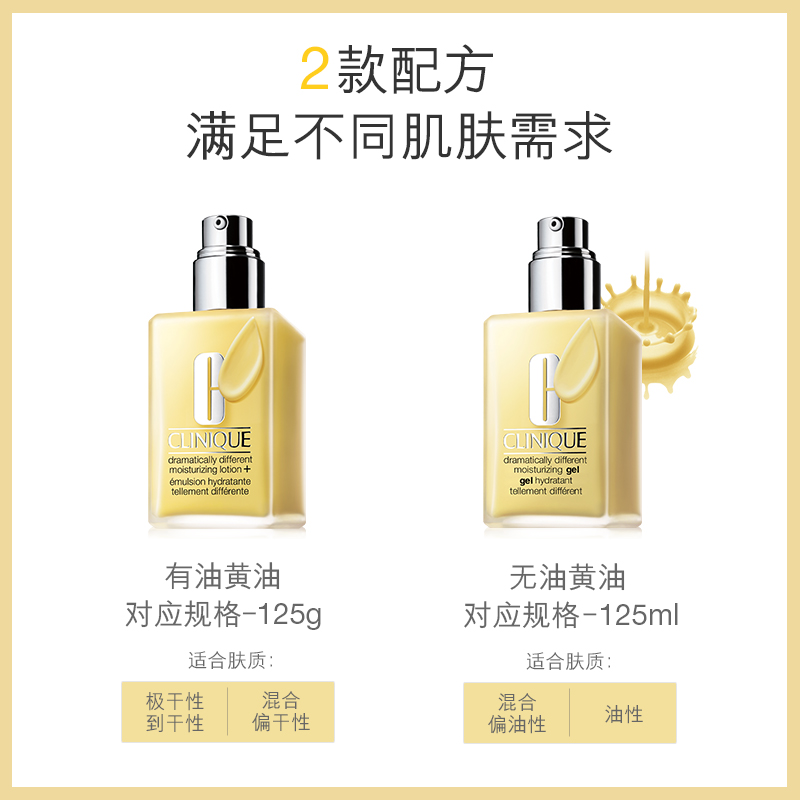 2款配方
满足不同肌肤需求
CLINIQUE
dramatically different
moisturizing lotion +
émulsion hydratante
tellement différente
CLINIQUE
dramatically different
moisturizing gel
gel hydratant
tellement différent
有油黄油
对应规格-125g
适合肤质:
极干性
到干性
混合
偏干性
无油黄油
对应规格-125ml
适合肤质:
混合
偏油性
油性